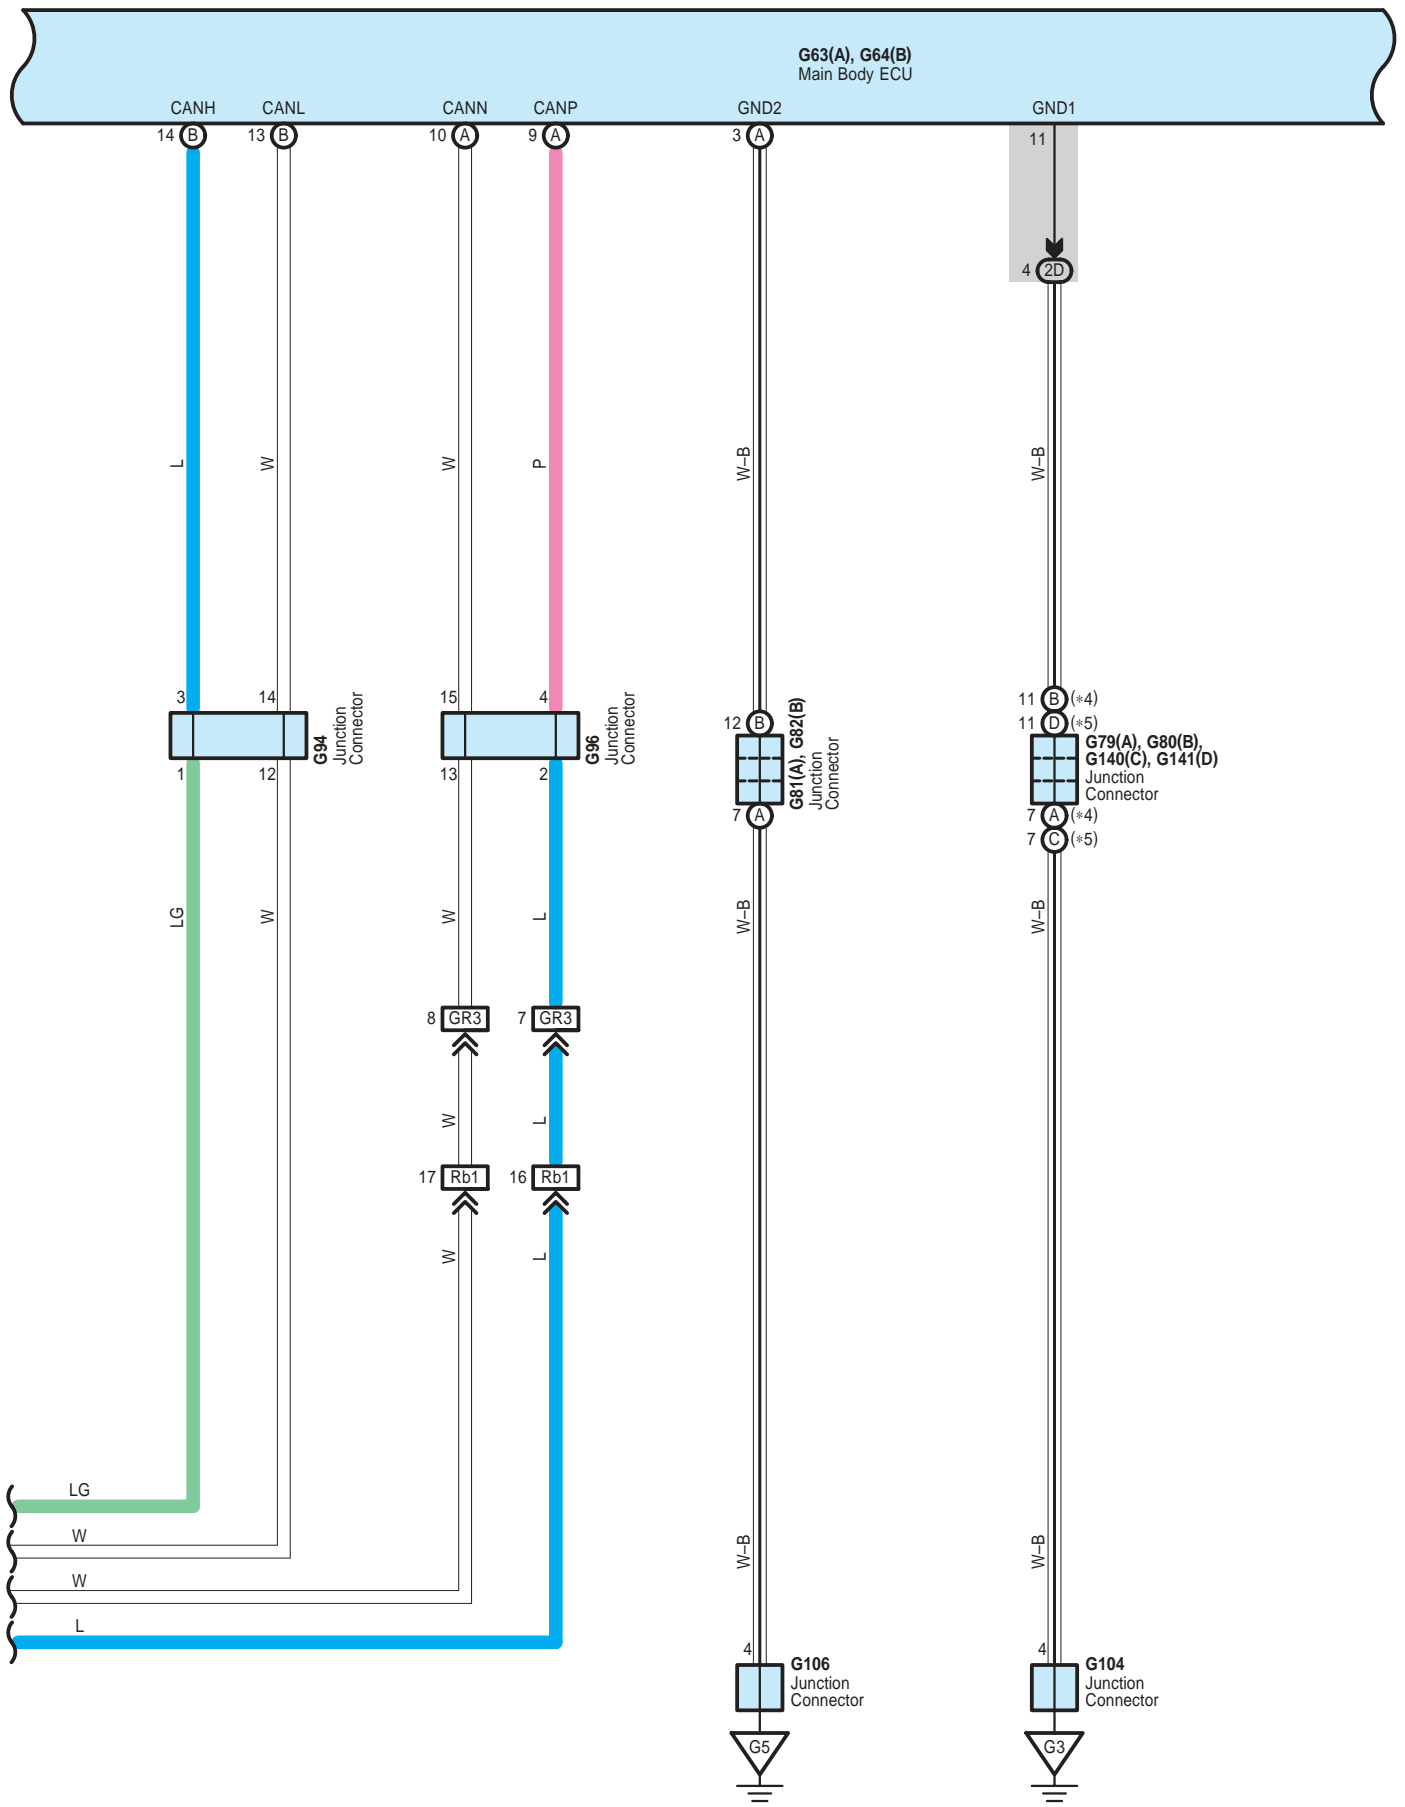 G63(A), G64(B)
Main Body ECU
CANH CANL CANN CANP GND2 GND1
14 B 13 B 10 A 9 A 3 A 11
4 2D
L W W P W–B W–B
3 14 15 4 11 B (*4)
12 B 11 D (*5)
G94
Junction
Connector
G96
Junction
Connector
G81(A), G82(B)
Junction
Connector
G79(A), G80(B),
G140(C), G141(D)
Junction
Connector
1 12 13 2
7 A 7 A (*4)
7 C (*5)
LG W W L W–B W–B
8 GR3 7 GR3
W L
17 Rb1 16 Rb1
W L
LG
W
W
L
W–B W–B
4 4
G106
Junction
Connector
G104
Junction
Connector
G5 G3